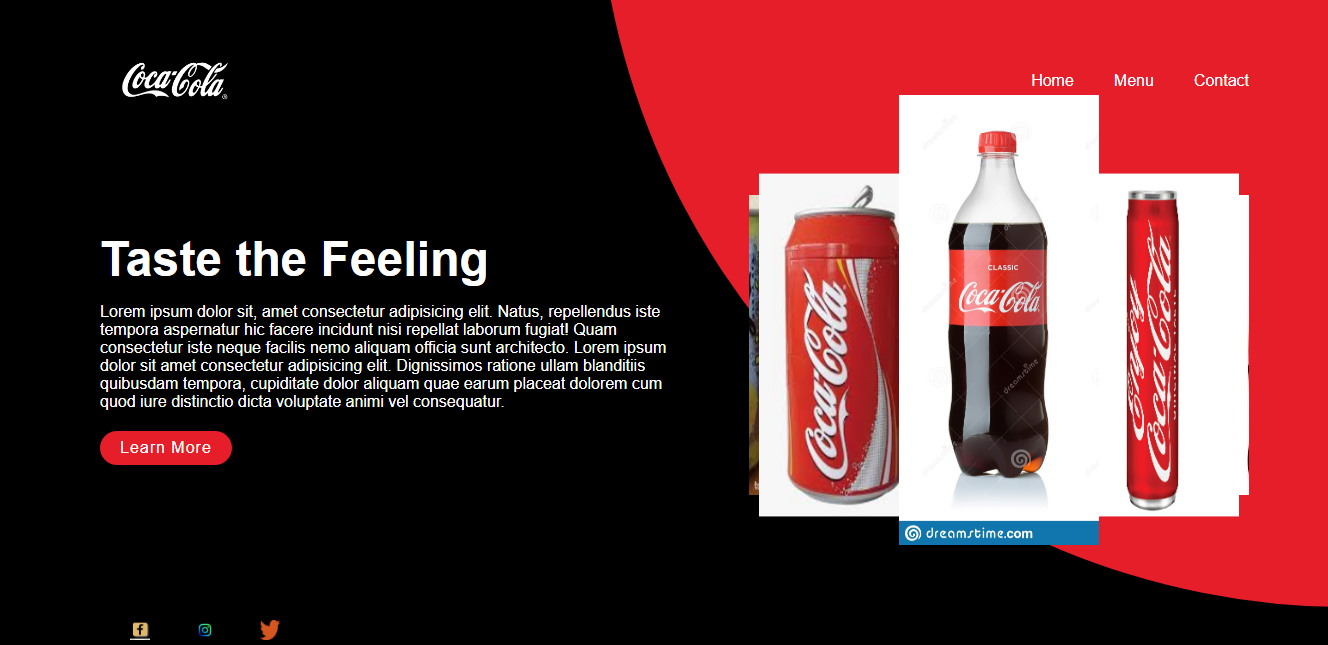 Coca-Cola
Home Menu Contact
Taste the Feeling
Lorem ipsum dolor sit, amet consectetur adipisicing elit. Natus, repellendus iste
tempora aspernatur hic facere incidunt nisi repellat laborum fugiat! Quam
consectetur iste neque facilis nemo aliquam officia sunt architecto. Lorem ipsum
dolor sit amet consectetur adipisicing elit. Dignissimos ratione ullam blanditiis
quibusdam tempora, cupiditate dolor aliquam quae earum placeat dolorem cum
quod iure distinctio dicta voluptate animi vel consequatur.
Learn More
Coca-Cola
CLASSIC
Coca-Cola
dreamstime
dreamstime.com
Enjoy
Coca-Cola